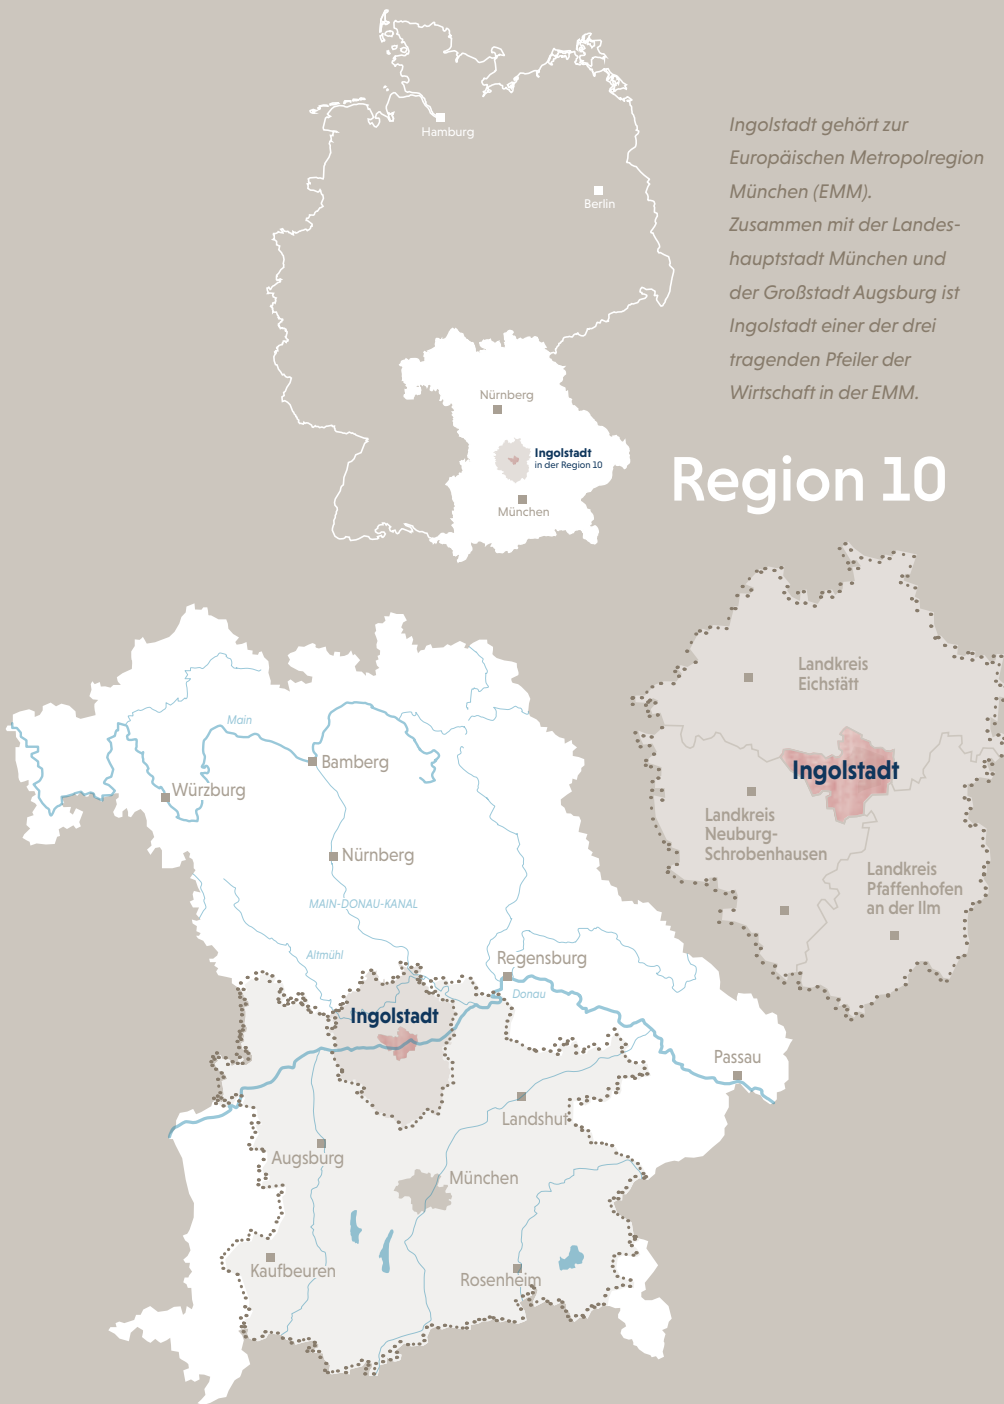 Hamburg
Berlin
Ingolstadt gehört zur
Europäischen Metropolregion
München (EMM).
Zusammen mit der Landes-
hauptstadt München und
der Großstadt Augsburg ist
Ingolstadt einer der drei
tragenden Pfeiler der
Wirtschaft in der EMM.
Nürnberg
Ingolstadt
in der Region 10
München
Region 10
Landkreis
Eichstätt
Ingolstadt
Landkreis
Neuburg-
Schrobenhausen
Landkreis
Pfaffenhofen
an der Ilm
Main
Bamberg
Würzburg
Nürnberg
MAIN-DONAU-KANAL
Altmühl
Regensburg
Donau
Ingolstadt
Passau
Landshut
Augsburg
München
Kaufbeuren
Rosenheim